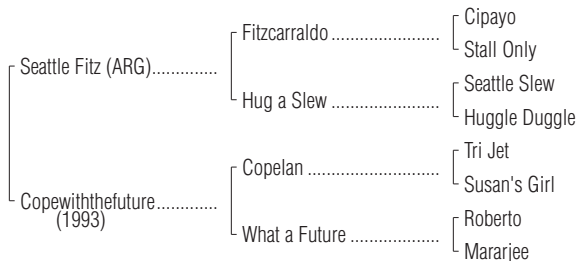 Cipayo
Fitzcarraldo ........................
Stall Only
Seattle Fitz (ARG).............
Seattle Slew
Hug a Slew ........................
Huggle Duggle
Tri Jet
Copelan .............................
Susan's Girl
Copewiththefuture.............
(1993)
Roberto
What a Future ....................
Mararjee